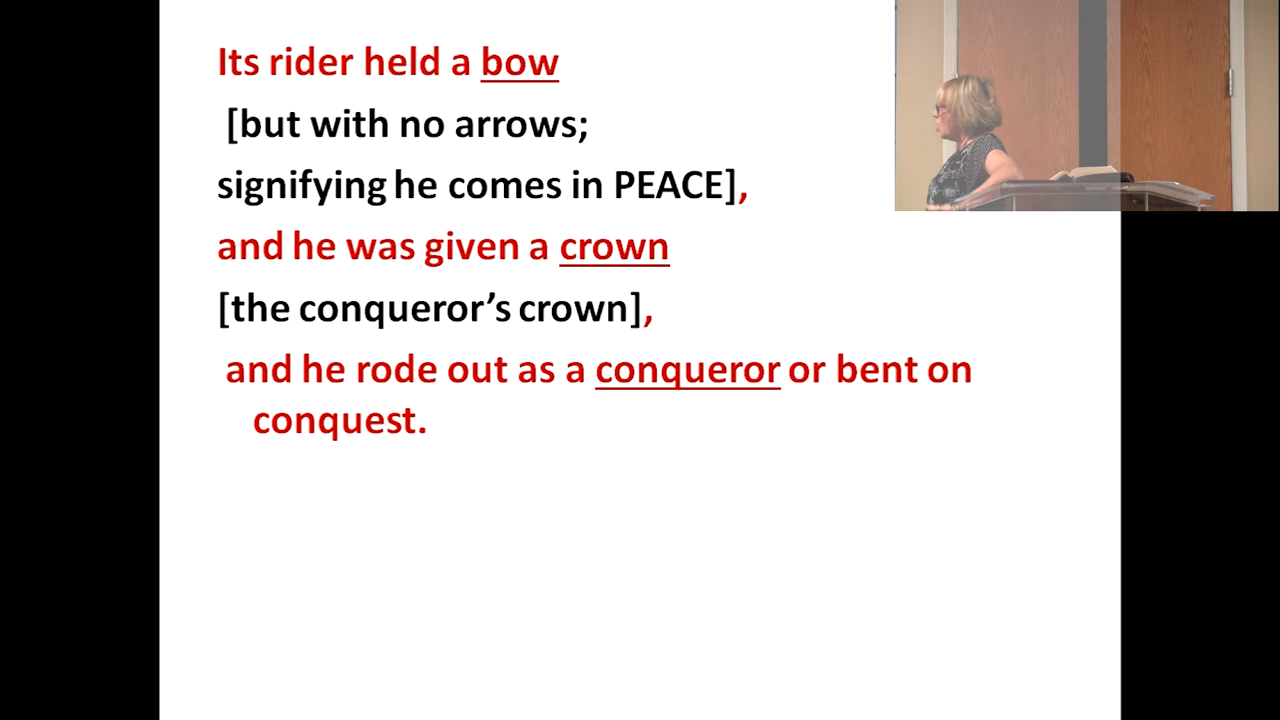 Its rider held a bow
[but with no arrows;
signifying he comes in PEACE],
and he was given a crown
[the conqueror’s crown],
and he rode out as a conqueror or bent on
conquest.